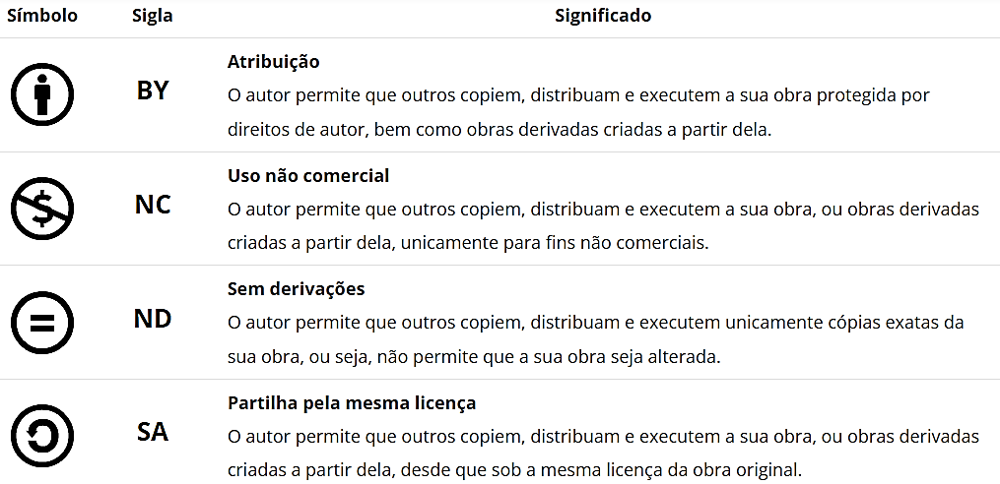 Símbolo Sigla Significado
BY
Atribuição
O autor permite que outros copiem, distribuam e executem a sua obra protegida por
direitos de autor, bem como obras derivadas criadas a partir dela.
$
NC
Uso não comercial
O autor permite que outros copiem, distribuam e executem a sua obra, ou obras derivadas
criadas a partir dela, unicamente para fins não comerciais.
=
ND
Sem derivações
O autor permite que outros copiem, distribuam e executem unicamente cópias exatas da
sua obra, ou seja, não permite que a sua obra seja alterada.
SA
Partilha pela mesma licença
O autor permite que outros copiem, distribuam e executem a sua obra, ou obras derivadas
criadas a partir dela, desde que sob a mesma licença da obra original.